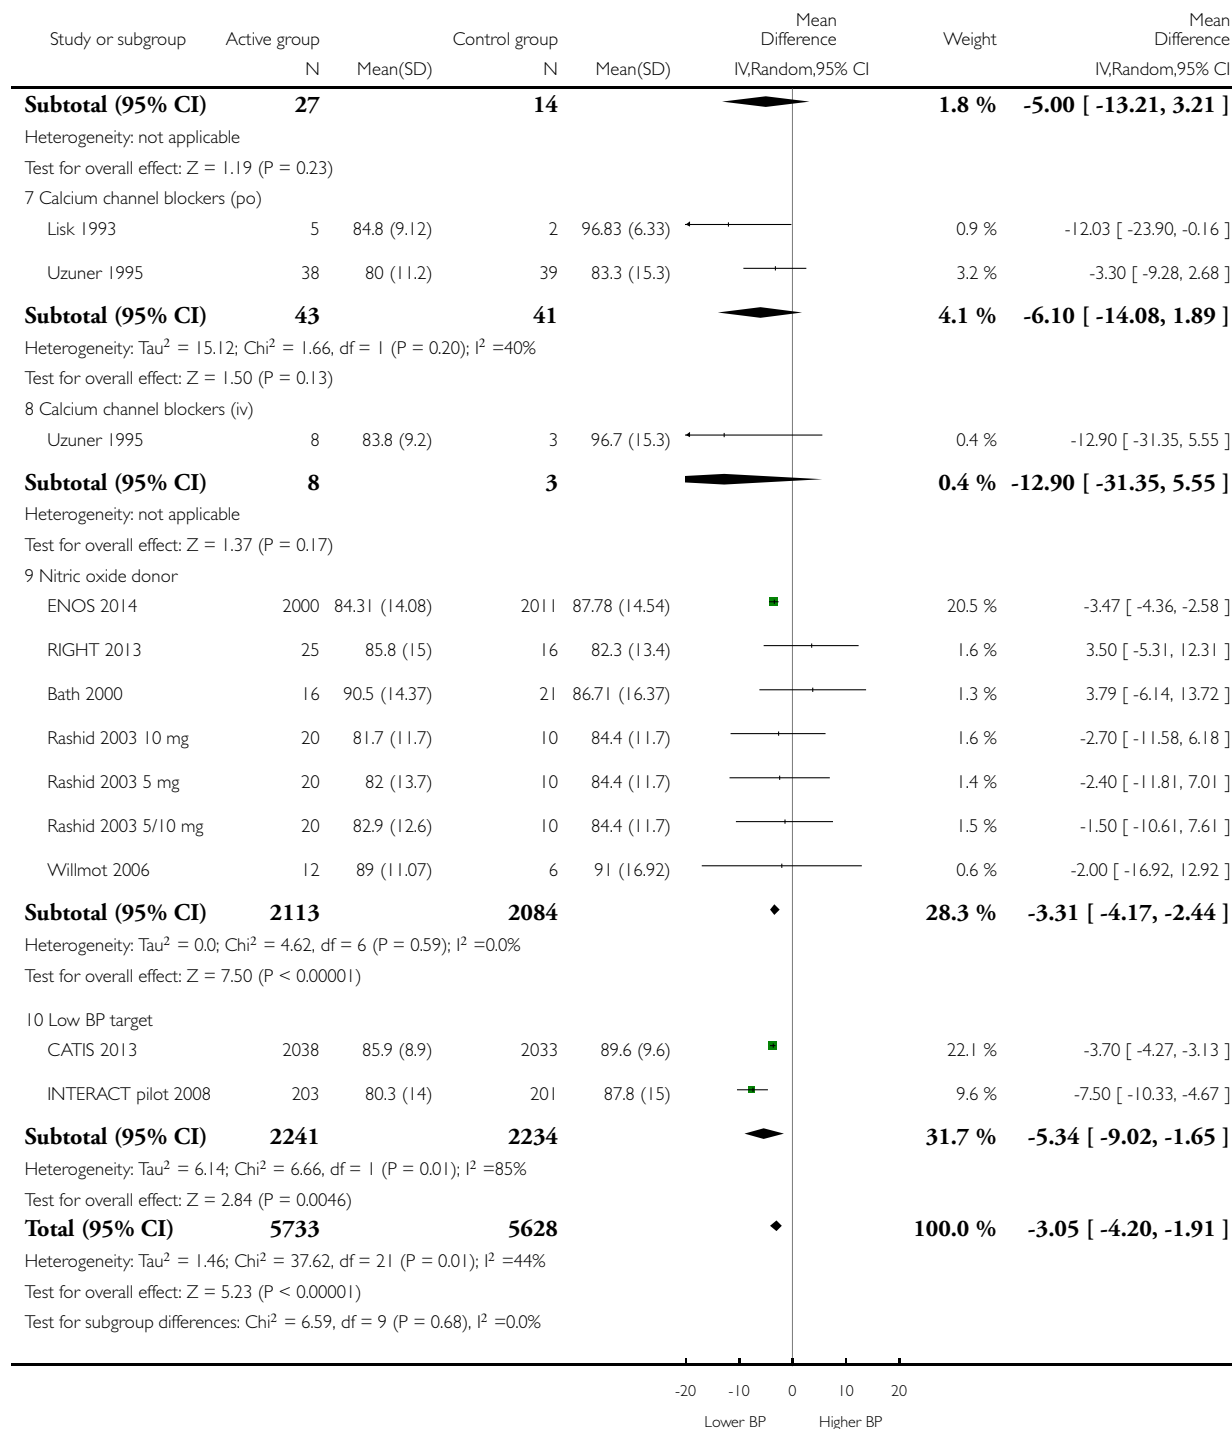 Study or subgroup Active group Control group Mean Difference Weight Mean Difference
N Mean(SD) N Mean(SD) IV,Random,95% CI IV,Random,95% CI
Subtotal (95% CI) 27 14 1.8 % -5.00 [ -13.21, 3.21 ]
Heterogeneity: not applicable
Test for overall effect: Z = 1.19 (P = 0.23)
7 Calcium channel blockers (po)
Lisk 1993 5 84.8 (9.12) 2 96.83 (6.33) 0.9 % -12.03 [ -23.90, -0.16 ]
Uzuner 1995 38 80 (11.2) 39 83.3 (15.3) 3.2 % -3.30 [ -9.28, 2.68 ]
Subtotal (95% CI) 43 41 4.1 % -6.10 [ -14.08, 1.89 ]
Heterogeneity: Tau² = 15.12; Chi² = 1.66, df = 1 (P = 0.20); I² =40%
Test for overall effect: Z = 1.50 (P = 0.13)
8 Calcium channel blockers (iv)
Uzuner 1995 8 83.8 (9.2) 3 96.7 (15.3) 0.4 % -12.90 [ -31.35, 5.55 ]
Subtotal (95% CI) 8 3 0.4 % -12.90 [ -31.35, 5.55 ]
Heterogeneity: not applicable
Test for overall effect: Z = 1.37 (P = 0.17)
9 Nitric oxide donor
ENOS 2014 2000 84.31 (14.08) 2011 87.78 (14.54) 20.5 % -3.47 [ -4.36, -2.58 ]
RIGHT 2013 25 85.8 (15) 16 82.3 (13.4) 1.6 % 3.50 [ -5.31, 12.31 ]
Bath 2000 16 90.5 (14.37) 21 86.71 (16.37) 1.3 % 3.79 [ -6.14, 13.72 ]
Rashid 2003 10 mg 20 81.7 (11.7) 10 84.4 (11.7) 1.6 % -2.70 [ -11.58, 6.18 ]
Rashid 2003 5 mg 20 82 (13.7) 10 84.4 (11.7) 1.4 % -2.40 [ -11.81, 7.01 ]
Rashid 2003 5/10 mg 20 82.9 (12.6) 10 84.4 (11.7) 1.5 % -1.50 [ -10.61, 7.61 ]
Willmot 2006 12 89 (11.07) 6 91 (16.92) 0.6 % -2.00 [ -16.92, 12.92 ]
Subtotal (95% CI) 2113 2084 28.3 % -3.31 [ -4.17, -2.44 ]
Heterogeneity: Tau² = 0.0; Chi² = 4.62, df = 6 (P = 0.59); I² =0.0%
Test for overall effect: Z = 7.50 (P < 0.00001)
10 Low BP target
CATIS 2013 2038 85.9 (8.9) 2033 89.6 (9.6) 22.1 % -3.70 [ -4.27, -3.13 ]
INTERACT pilot 2008 203 80.3 (14) 201 87.8 (15) 9.6 % -7.50 [ -10.33, -4.67 ]
Subtotal (95% CI) 2241 2234 31.7 % -5.34 [ -9.02, -1.65 ]
Heterogeneity: Tau² = 6.14; Chi² = 6.66, df = 1 (P = 0.01); I² =85%
Test for overall effect: Z = 2.84 (P = 0.0046)
Total (95% CI) 5733 5628 100.0 % -3.05 [ -4.20, -1.91 ]
Heterogeneity: Tau² = 1.46; Chi² = 37.62, df = 21 (P = 0.01); I² =44%
Test for overall effect: Z = 5.23 (P < 0.00001)
Test for subgroup differences: Chi² = 6.59, df = 9 (P = 0.68), I² =0.0%
-20 -10 0 10 20
Lower BP Higher BP